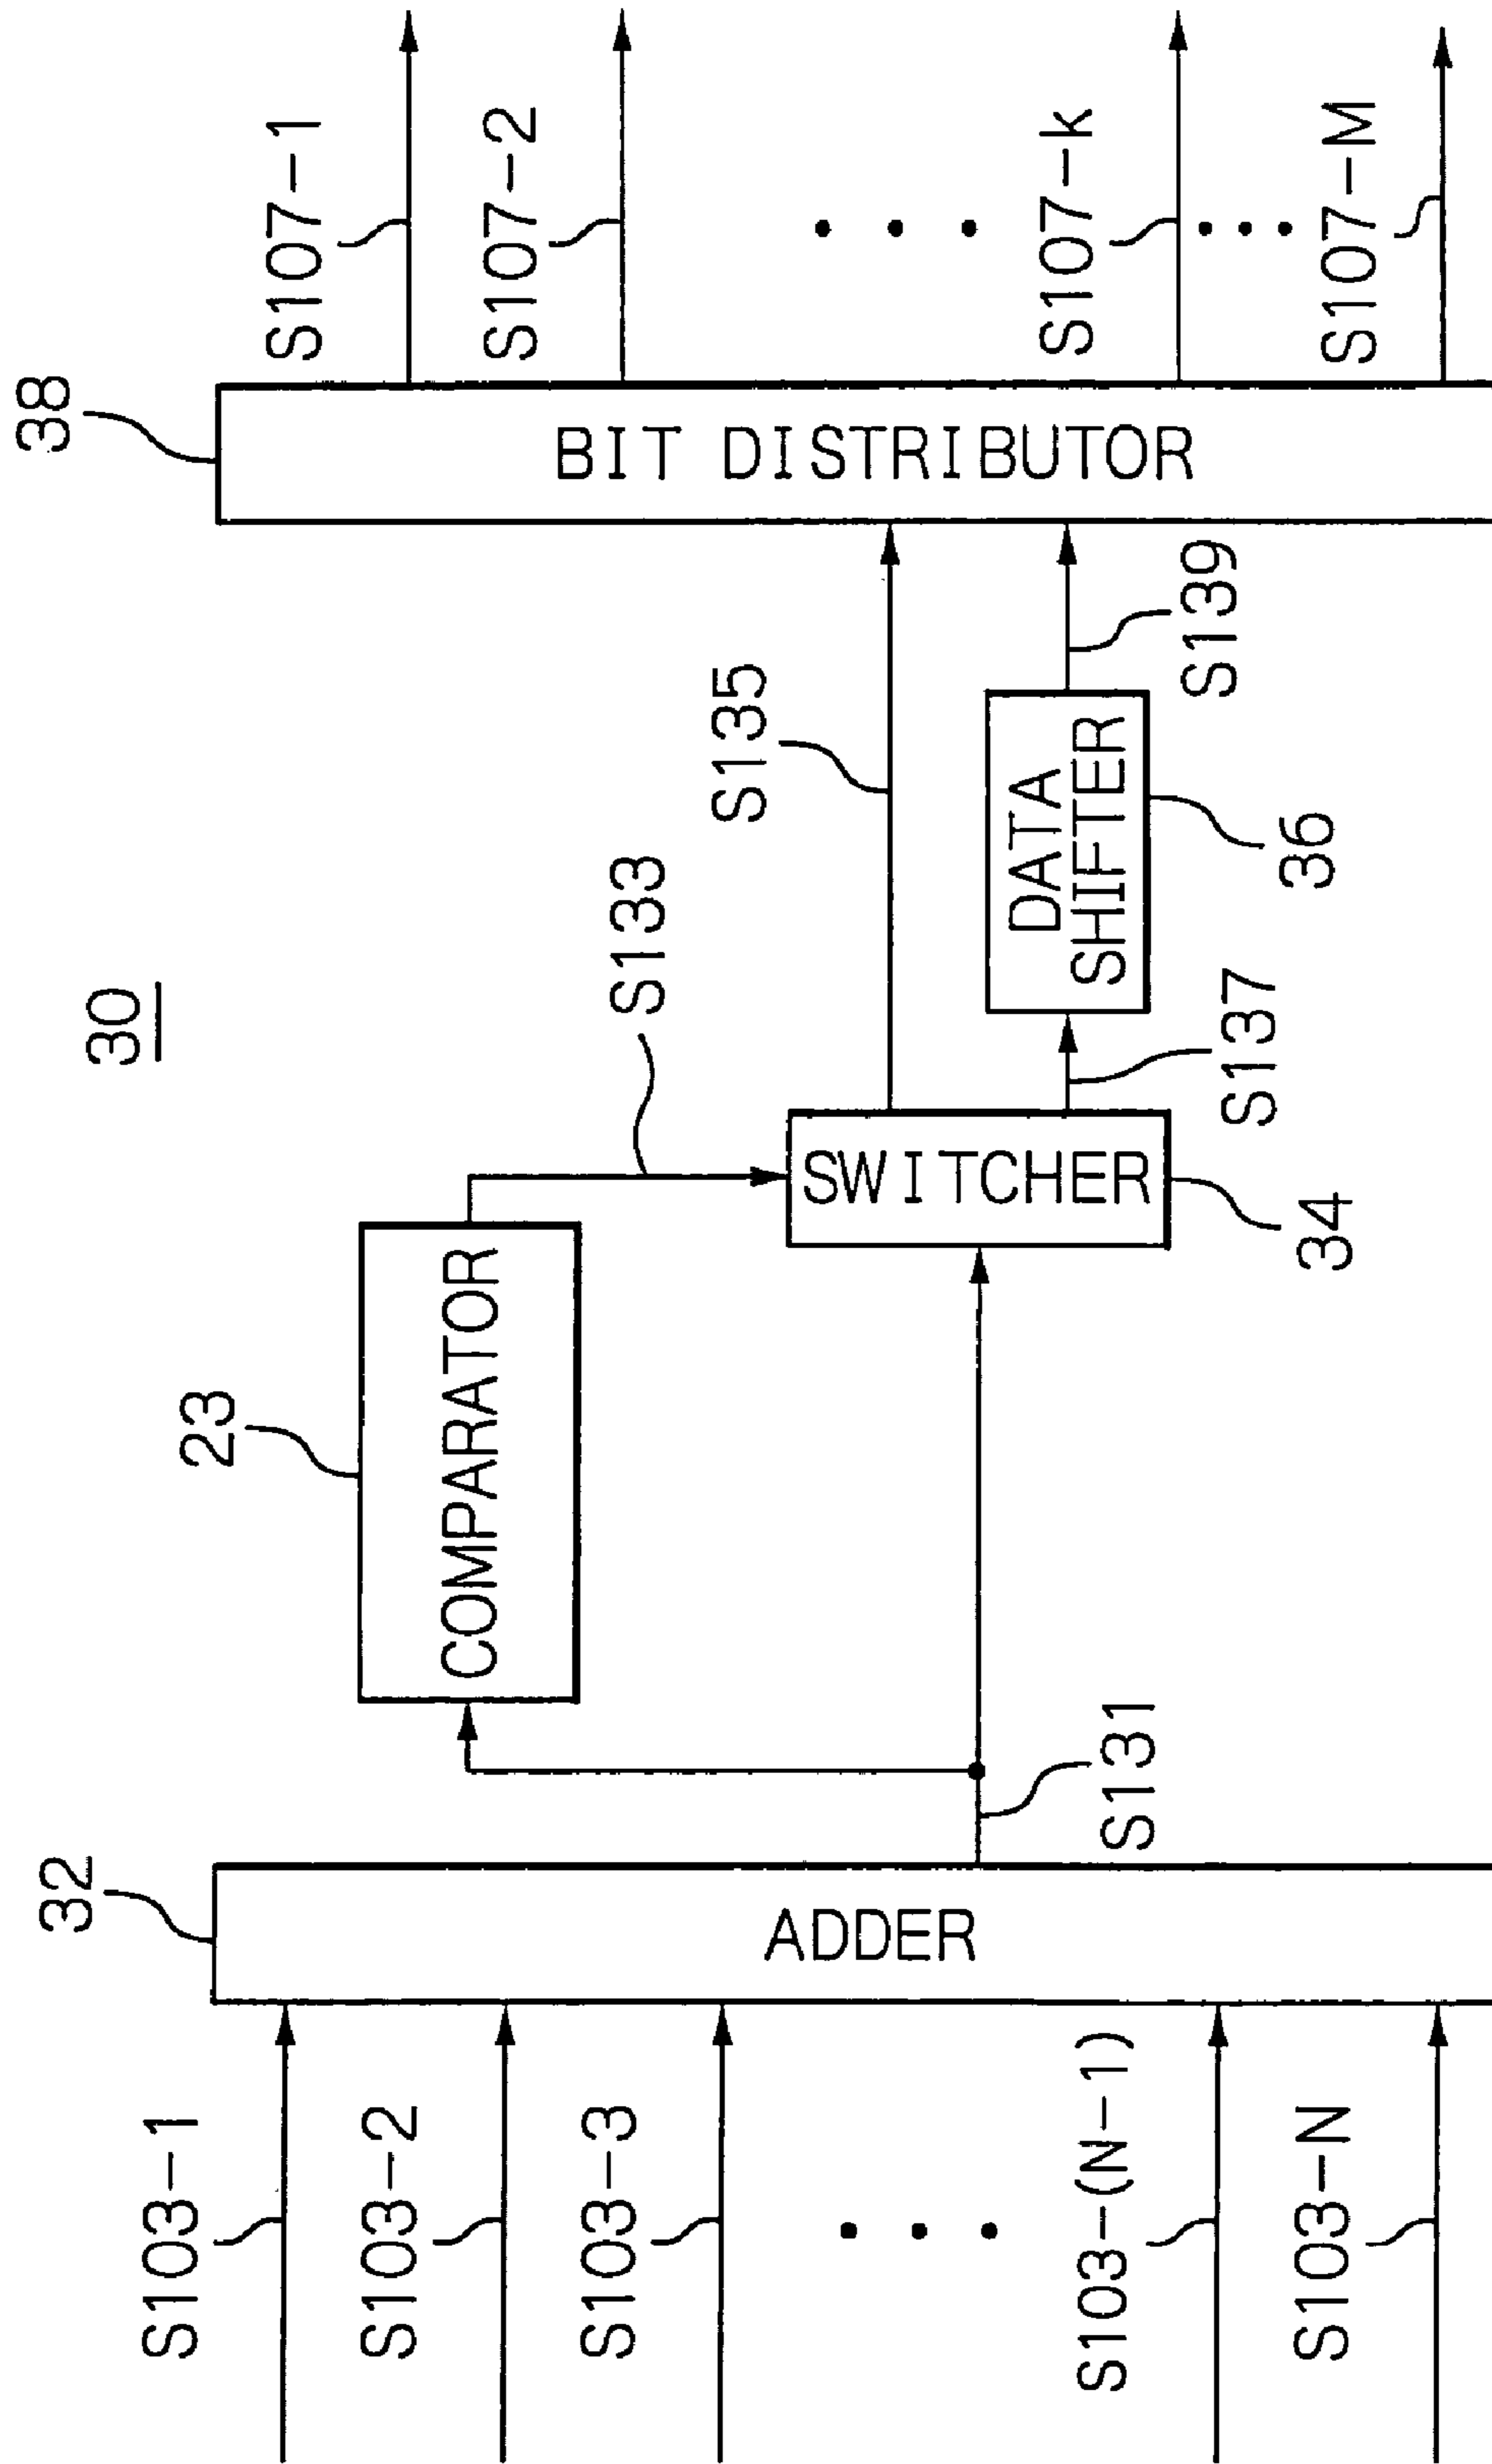 30
32
ADDER
S103-1
S103-2
S103-3
S103-(N-1)
S103-N
S131
23
COMPARATOR
S133
SWITCHER
34
S135
S137
DATA
SHIFTER
36
S139
38
BIT DISTRIBUTOR
S107-1
S107-2
S107-k
S107-M